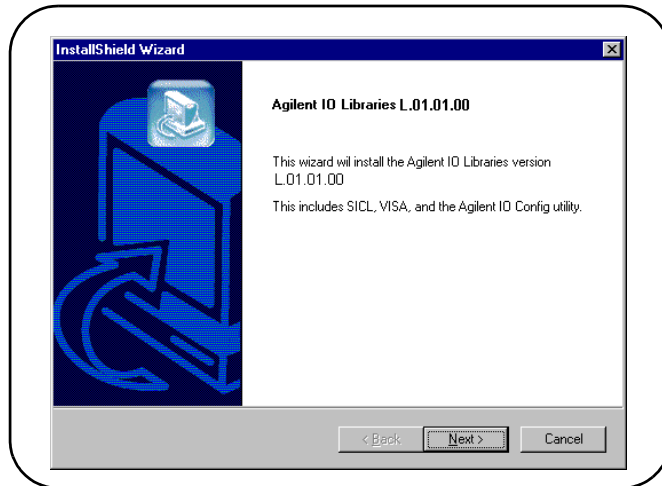 InstallShield Wizard
Agilent IO Libraries L.01.01.00
This wizard wil install the Agilent IO Libraries version
L.01.01.00
This includes SICL, VISA, and the Agilent IO Config utility.
< Back
Next >
Cancel